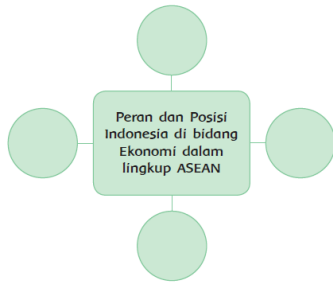 Peran dan Posisi
Indonesia di bidang
Ekonomi dalam
lingkup ASEAN